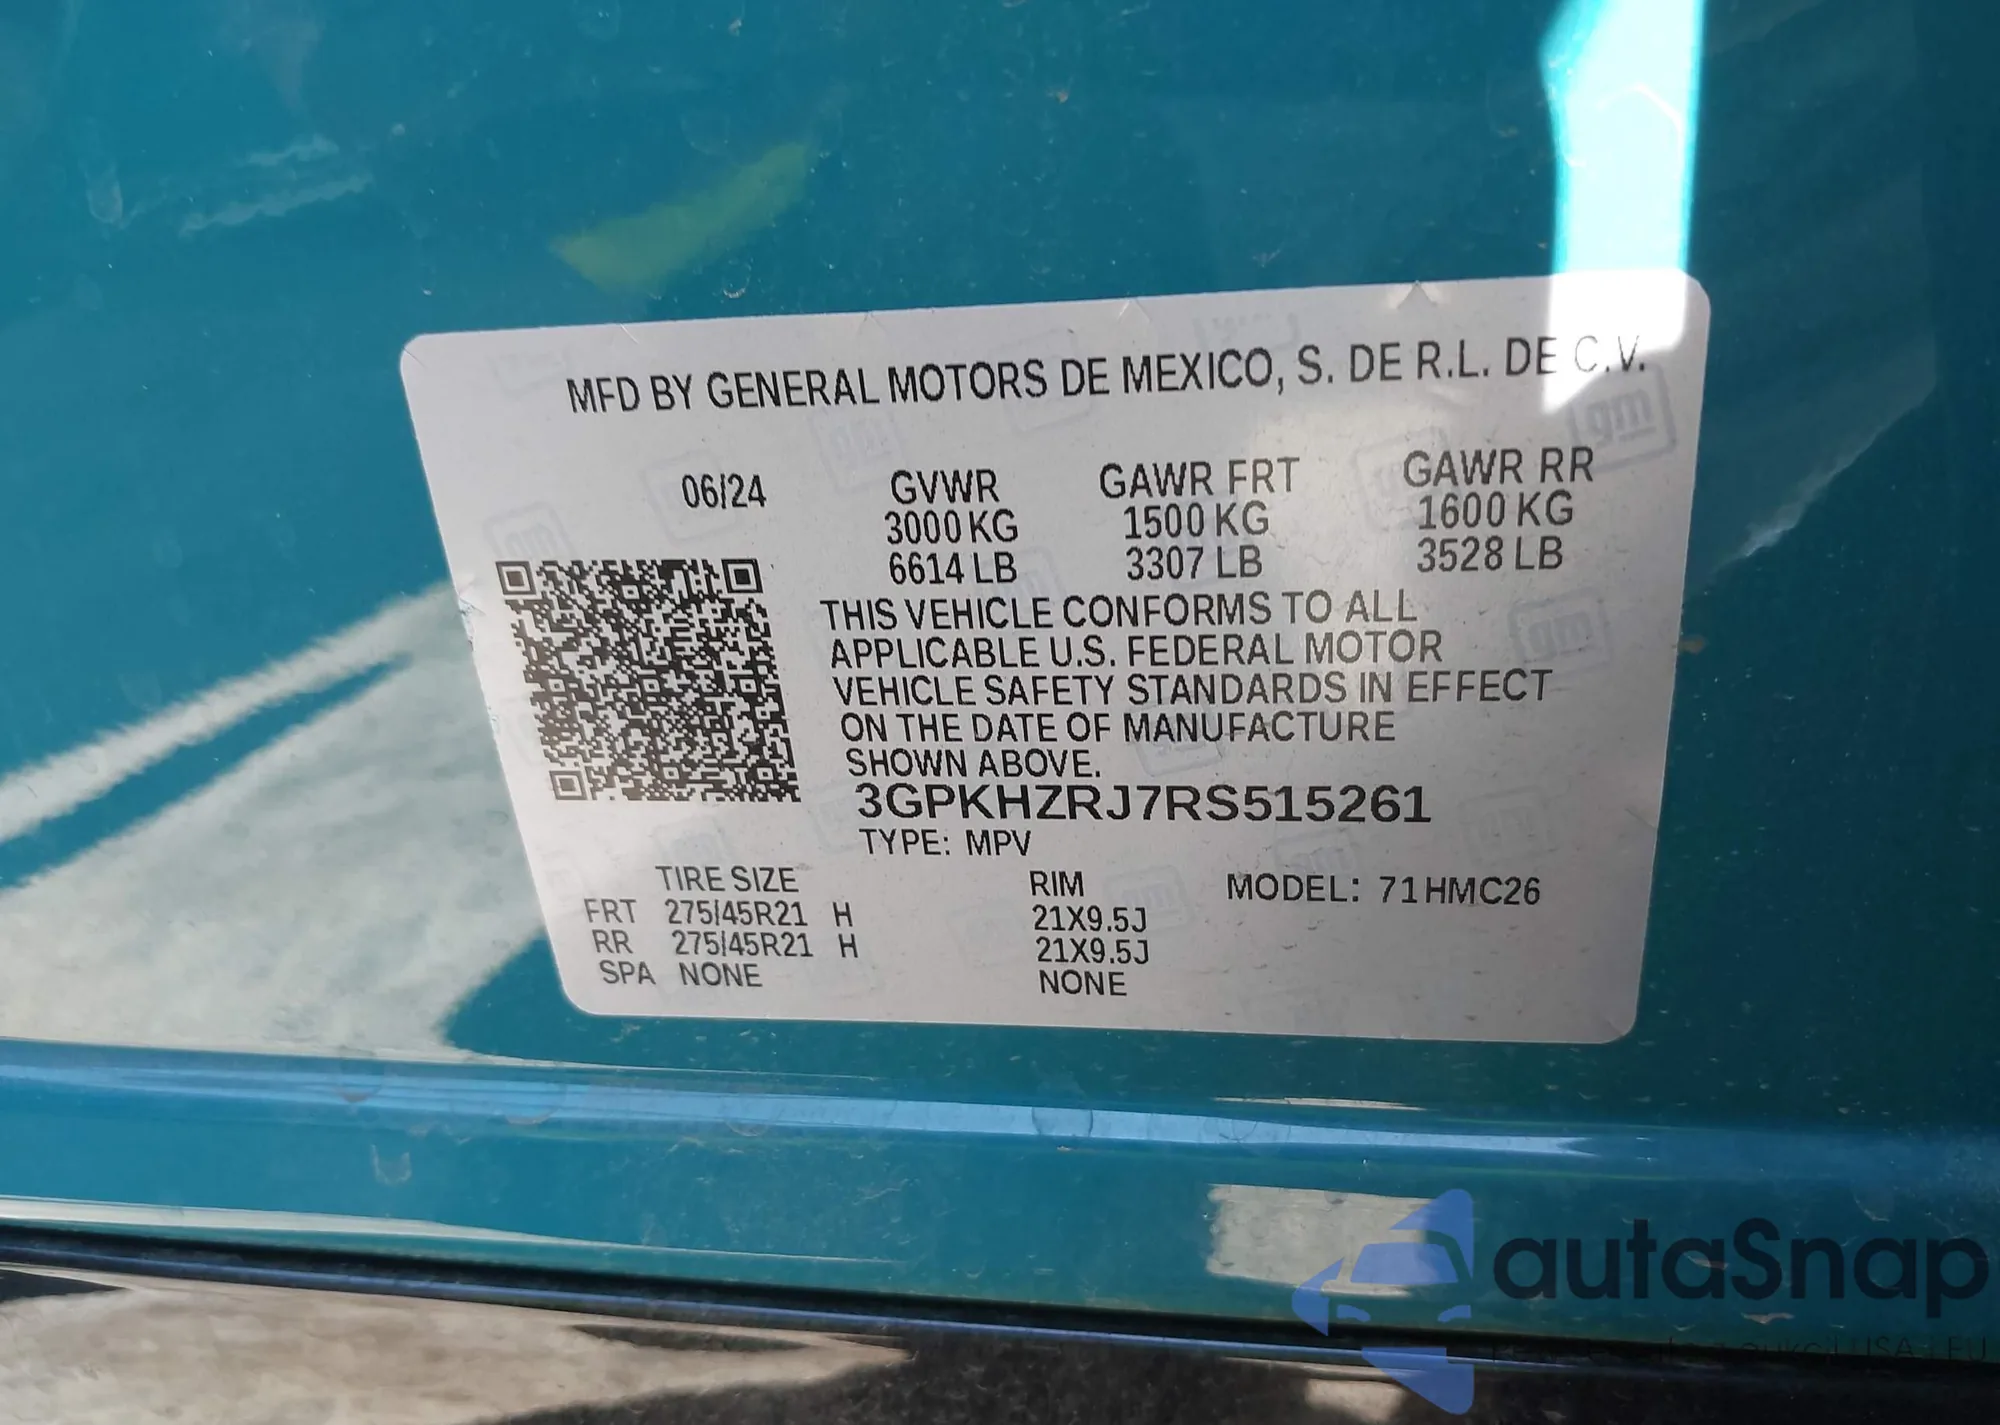 MFD BY GENERAL MOTORS DE MEXICO, S. DE R.L. DE C.V.
06/24 GVWR GAWR FRT GAWR RR
3000 KG 1500 KG 1600 KG
6614 LB 3307 LB 3528 LB
THIS VEHICLE CONFORMS TO ALL
APPLICABLE U.S. FEDERAL MOTOR
VEHICLE SAFETY STANDARDS IN EFFECT
ON THE DATE OF MANUFACTURE
SHOWN ABOVE.
3GPKHZRJ7RS515261
TYPE: MPV
TIRE SIZE RIM MODEL: 71HMC26
FRT 275/45R21 H 21X9.5J
RR 275/45R21 H 21X9.5J
SPA NONE NONE
gm
gm
autaSnap